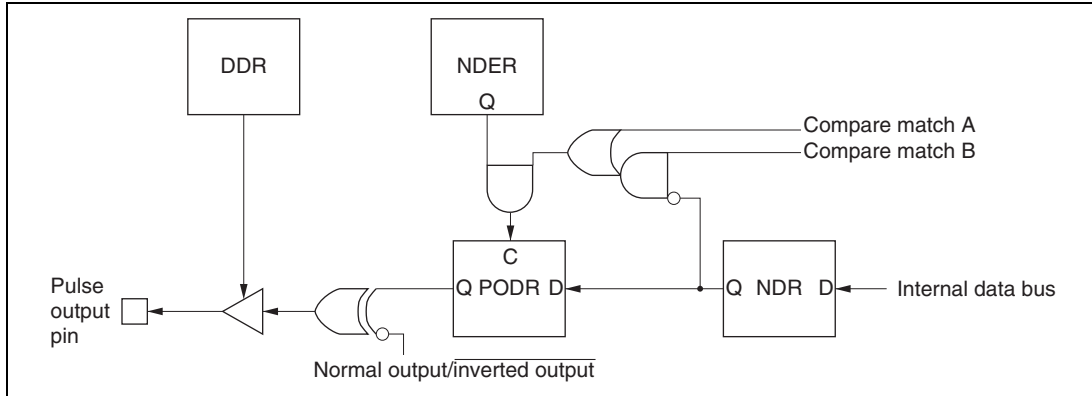 DDR
NDER
Q
Compare match A
Compare match B
C
Q PODR D
Q NDR D
Internal data bus
Pulse
output
pin
Normal output/inverted output